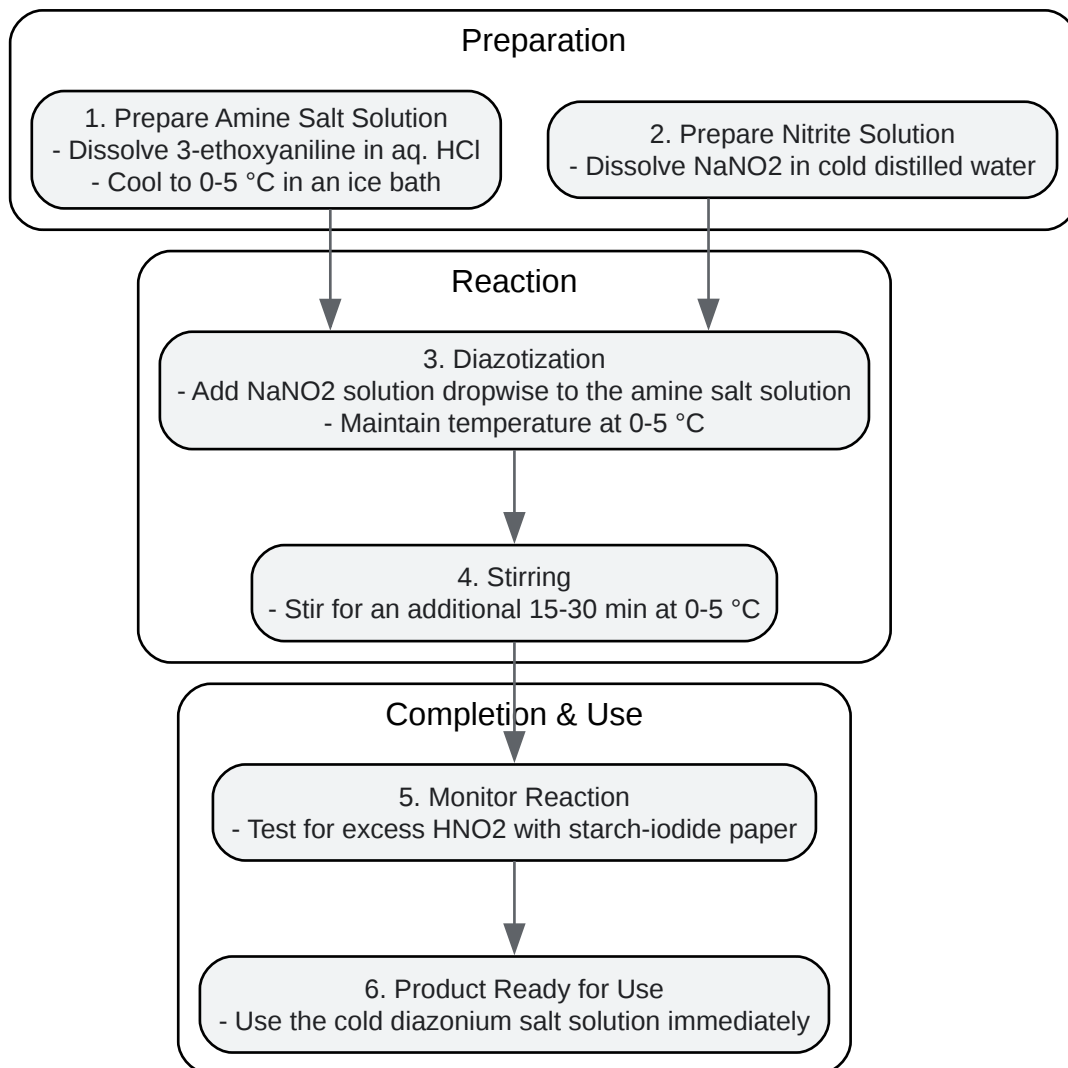 Preparation
1. Prepare Amine Salt Solution
- Dissolve 3-ethoxyaniline in aq. HCl
- Cool to 0-5 °C in an ice bath
2. Prepare Nitrite Solution
- Dissolve NaNO2 in cold distilled water
Reaction
3. Diazotization
- Add NaNO2 solution dropwise to the amine salt solution
- Maintain temperature at 0-5 °C
4. Stirring
- Stir for an additional 15-30 min at 0-5 °C
Completion & Use
5. Monitor Reaction
- Test for excess HNO2 with starch-iodide paper
6. Product Ready for Use
- Use the cold diazonium salt solution immediately